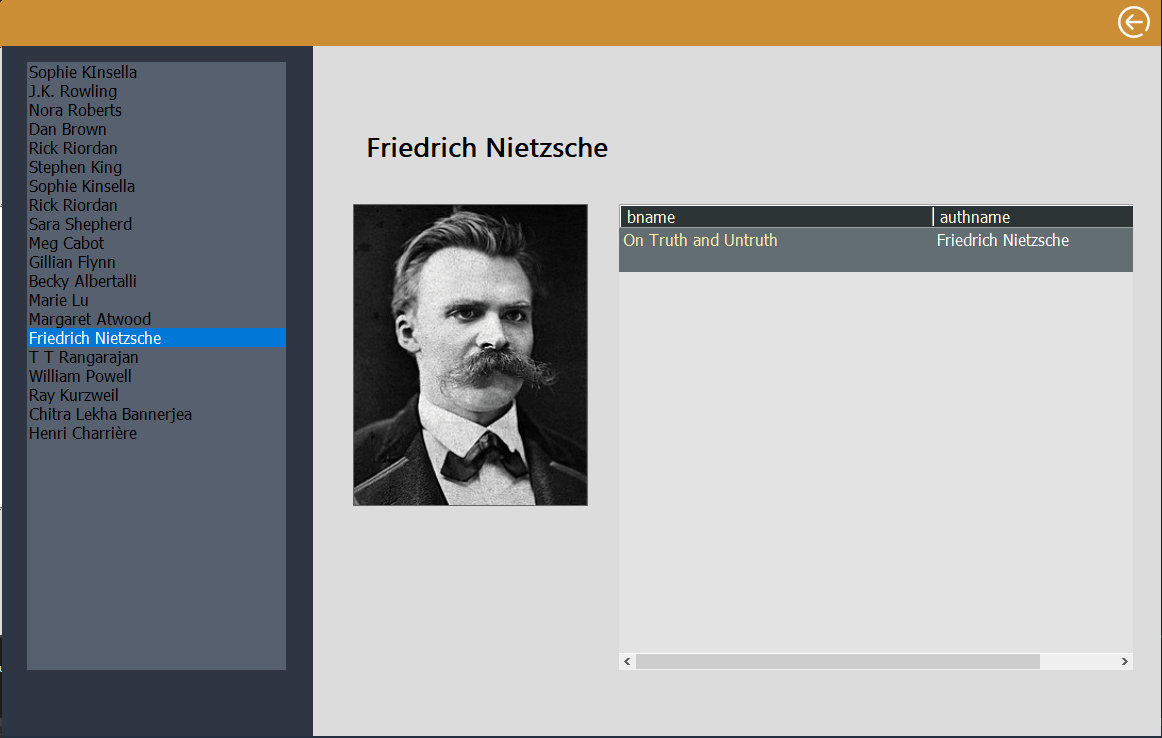 Sophie KInsella
J.K. Rowling
Nora Roberts
Dan Brown
Rick Riordan
Stephen King
Sophie Kinsella
Rick Riordan
Sara Shepherd
Meg Cabot
Gillian Flynn
Becky Albertalli
Marie Lu
Margaret Atwood
Friedrich Nietzsche
T T Rangarajan
William Powell
Ray Kurzweil
Chitra Lekha Bannerjea
Henri Charrière
Friedrich Nietzsche
bname authname
On Truth and Untruth Friedrich Nietzsche